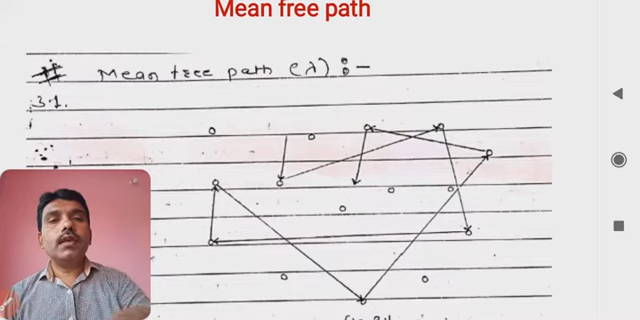 Mean free path
# Mean free path (λ) :-
3.1.